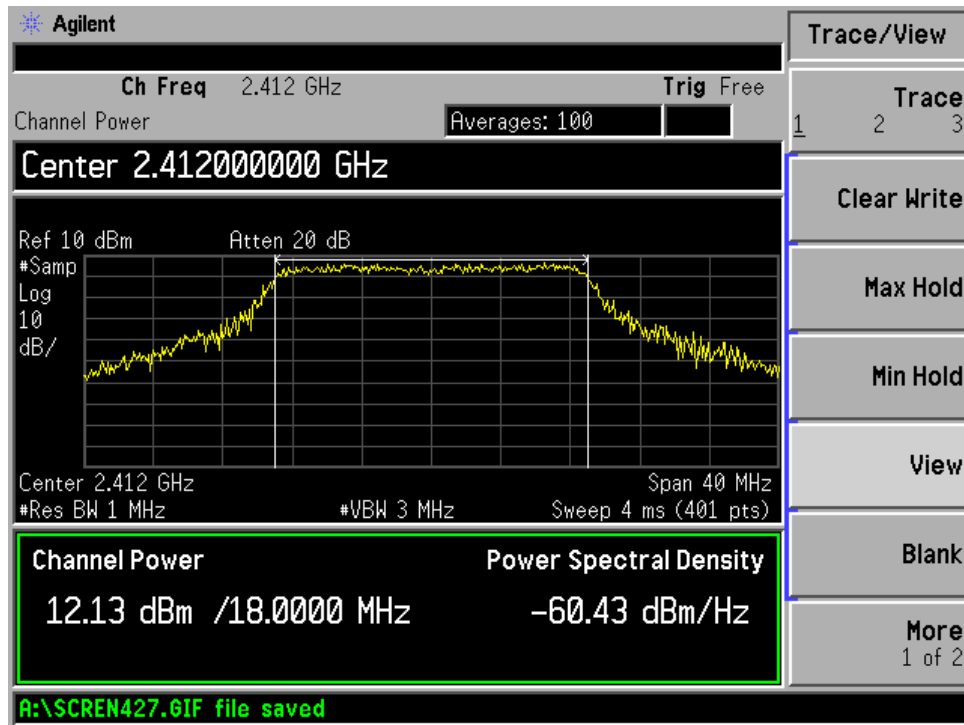 Agilent
Ch Freq 2.412 GHz Trig Free
Channel Power Averages: 100
Center 2.412000000 GHz
Ref 10 dBm Atten 20 dB
#Samp
Log
10
dB/
Center 2.412 GHz Span 40 MHz
#Res BW 1 MHz #VBW 3 MHz Sweep 4 ms (401 pts)
Channel Power Power Spectral Density
12.13 dBm /18.0000 MHz -60.43 dBm/Hz
A:\SCREN427.GIF file saved
Trace/View
Trace
1 2 3
Clear Write
Max Hold
Min Hold
View
Blank
More
1 of 2